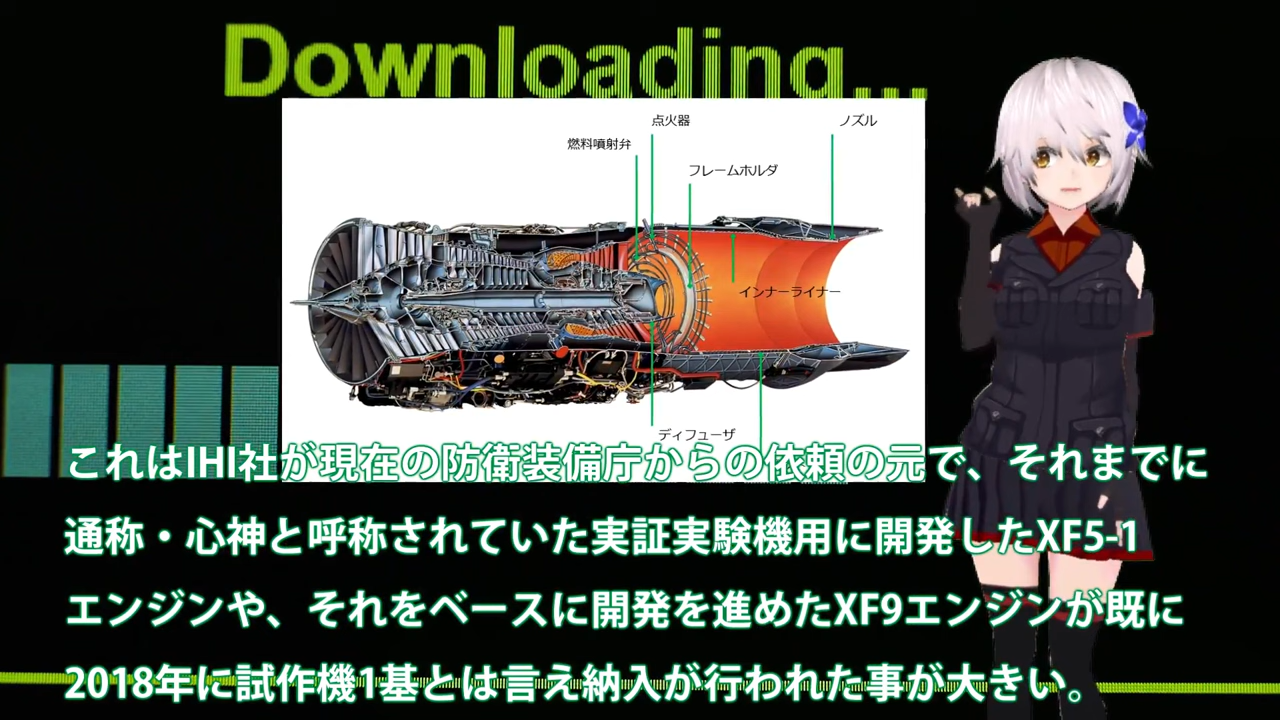 Downloading...
点火器
ノズル
燃料噴射弁
フレームホルダ
インナーライナー
ディフューザ
これはIHI社が現在の防衛装備庁からの依頼の元で、それまでに
通称・心神と呼称されていた実証実験機用に開発したXF5-1
エンジンや、それをベースに開発を進めたXF9エンジンが既に
2018年に試作機1基とは言え納入が行われた事が大きい。